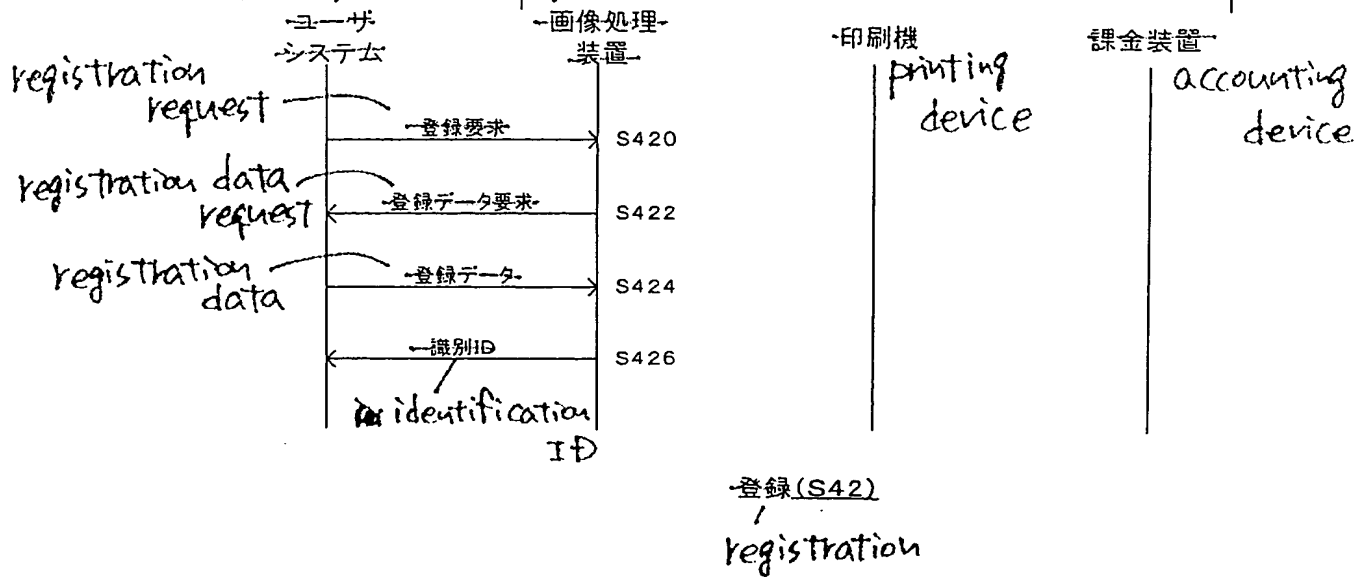 ユーザ
システム
画像処理
装置
印刷機
課金装置
printing
device
accounting
device
registration
request
登録要求
S420
registration data
request
登録データ要求
S422
registration
data
登録データ
S424
識別ID
S426
identification
ID
登録(S42)
registration